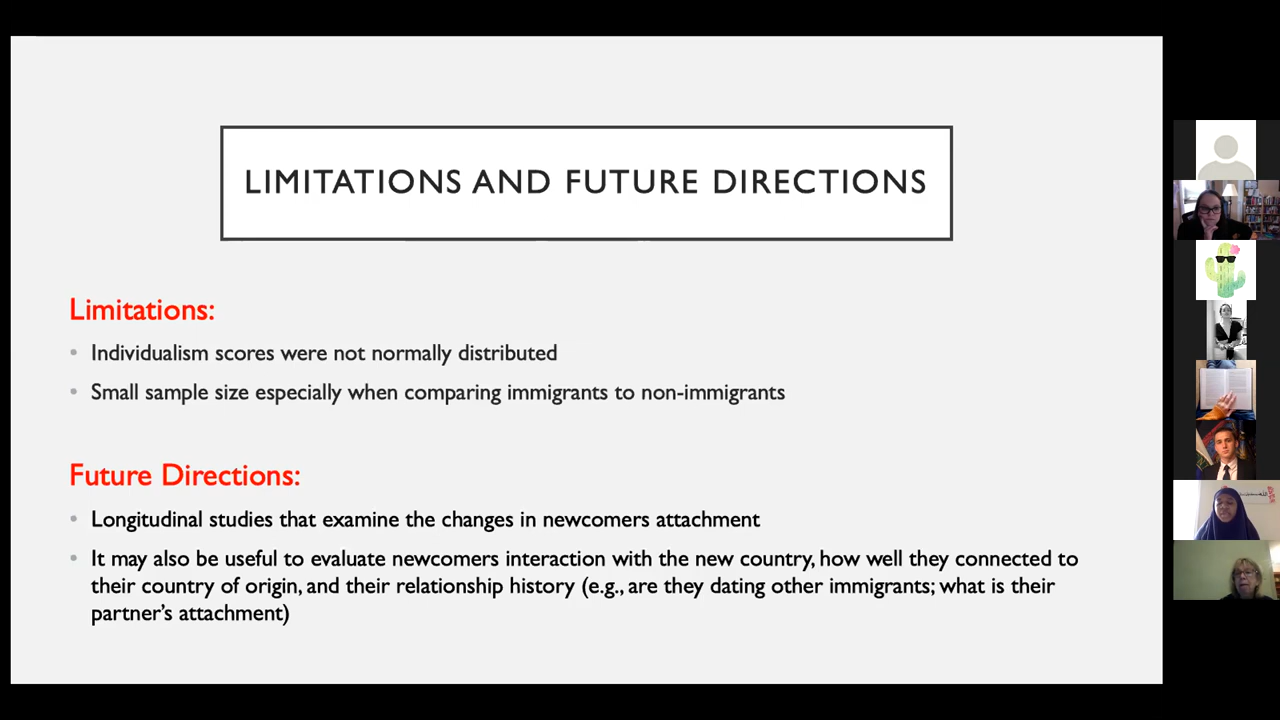 LIMITATIONS AND FUTURE DIRECTIONS
Limitations:
• Individualism scores were not normally distributed
• Small sample size especially when comparing immigrants to non-immigrants
Future Directions:
• Longitudinal studies that examine the changes in newcomers attachment
• It may also be useful to evaluate newcomers interaction with the new country, how well they connected to
their country of origin, and their relationship history (e.g., are they dating other immigrants; what is their
partner's attachment)